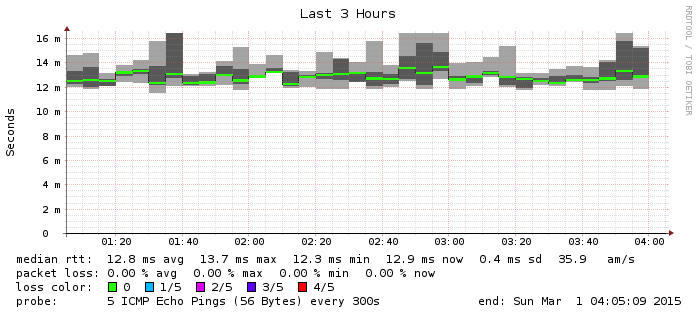 Last 3 Hours
RRDTOOL / TOBI OETIKER
Seconds
16 m
14 m
12 m
10 m
8 m
6 m
4 m
2 m
0
01:20 01:40 02:00 02:20 02:40 03:00 03:20 03:40 04:00
median rtt: 12.8 ms avg 13.7 ms max 12.3 ms min 12.9 ms now 0.4 ms sd 35.9 am/s
packet loss: 0.00 % avg 0.00 % max 0.00 % min 0.00 % now
loss color: 0 1/5 2/5 3/5 4/5
probe: 5 ICMP Echo Pings (56 Bytes) every 300s end: Sun Mar 1 04:05:09 2015